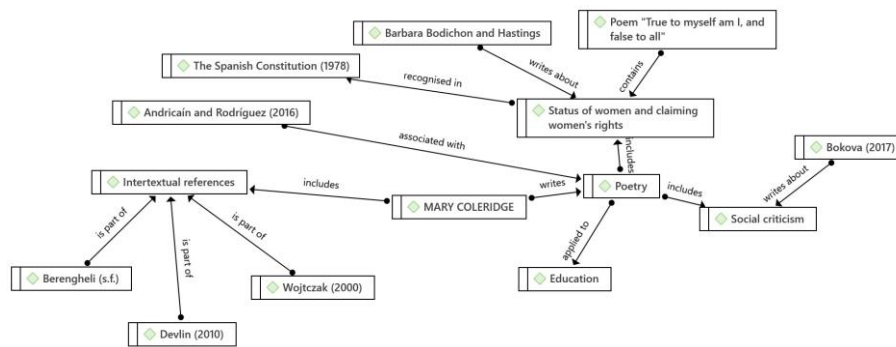 Barbara Bodichon and Hastings
Poem "True to myself am I, and
false to all"
The Spanish Constitution (1978)
writes about
contains
recognised in
Andricaín and Rodríguez (2016)
Status of women and claiming
women's rights
associated with
includes
Bokova (2017)
Intertextual references
includes
writes
Poetry
includes
writes about
MARY COLERIDGE
Social criticism
is part of
is part of
is part of
applied to
Berengheli (s.f.)
Wojtczak (2000)
Education
Devlin (2010)